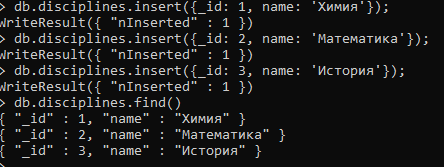 > db.disciplines.insert({_id: 1, name: 'Химия'});
WriteResult({ "nInserted" : 1 })
> db.disciplines.insert({_id: 2, name: 'Математика'});
WriteResult({ "nInserted" : 1 })
> db.disciplines.insert({_id: 3, name: 'История'});
WriteResult({ "nInserted" : 1 })
> db.disciplines.find()
{ "_id" : 1, "name" : "Химия" }
{ "_id" : 2, "name" : "Математика" }
{ "_id" : 3, "name" : "История" }